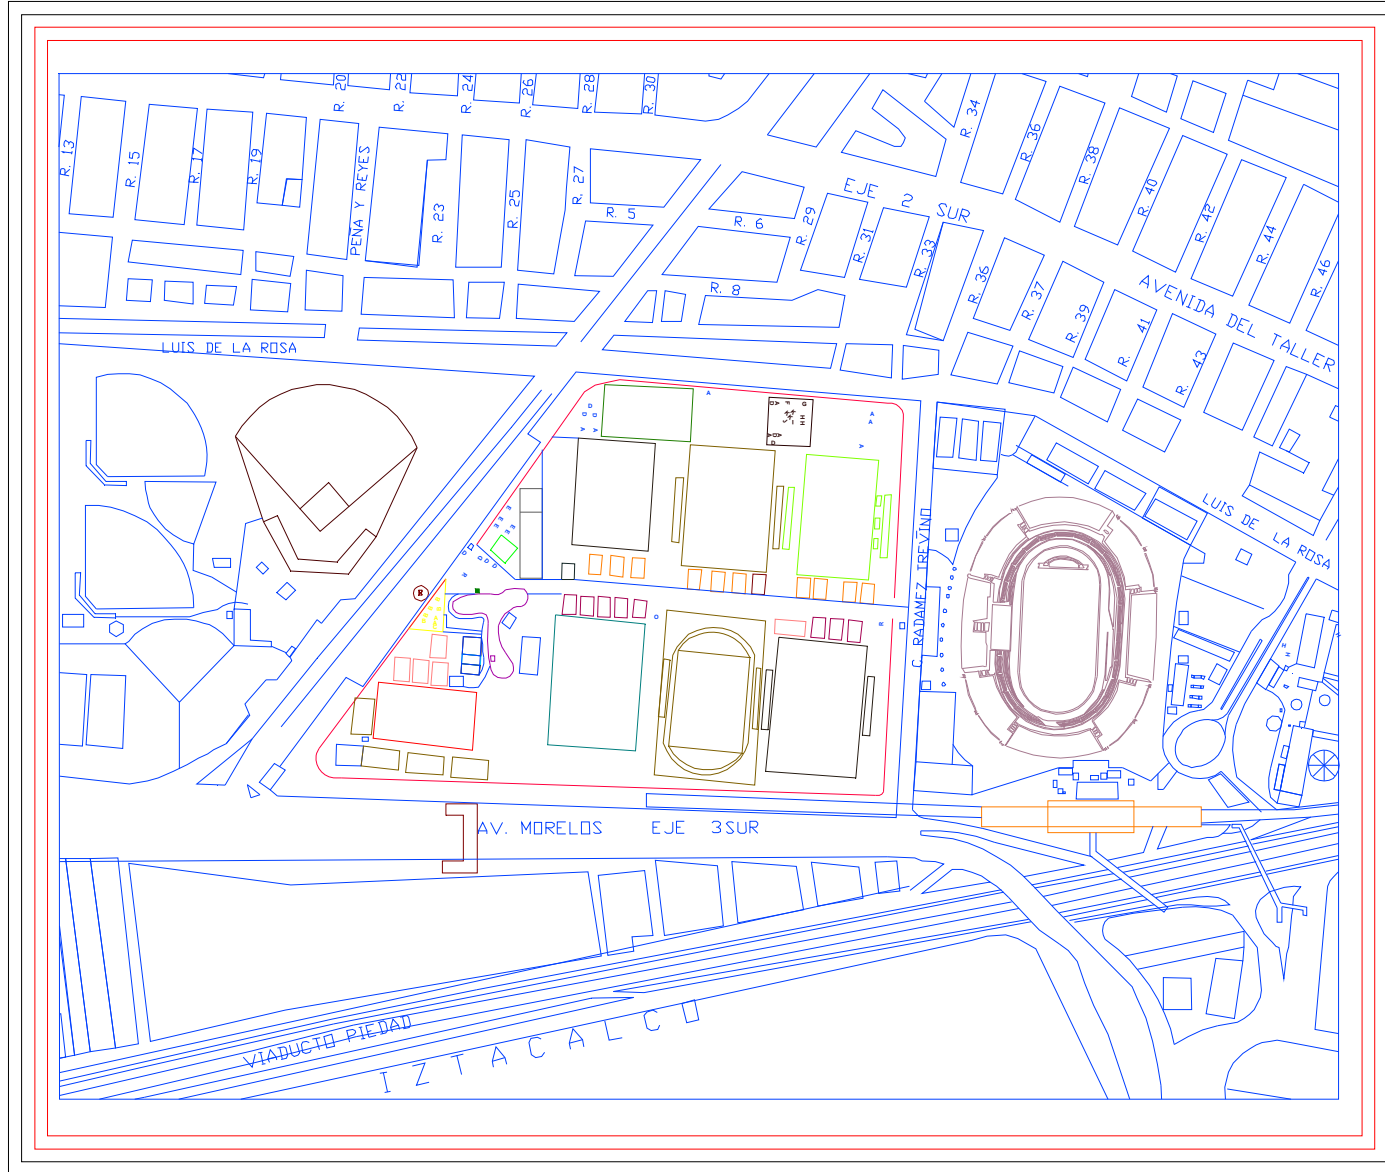 R. 20
R. 22
R. 24
R. 26
R. 28
R. 30
R. 34
R. 36
R. 38
R. 40
R. 42
R. 44
R. 46
R. 13
R. 15
R. 17
R. 19
PEÑA Y REYES
R. 23
R. 25
R. 27
R. 5
R. 6
R. 8
R. 29
R. 31
R. 33
EJE 2 SUR
R. 36
R. 37
R. 39
R. 41
R. 43
AVENIDA DEL TALLER
LUIS DE LA ROSA
LUIS DE LA ROSA
C. RADAMEZ TREVINO
AV. MORELOS EJE 3SUR
VIADUCTO PIEDAD
IZTACALCO